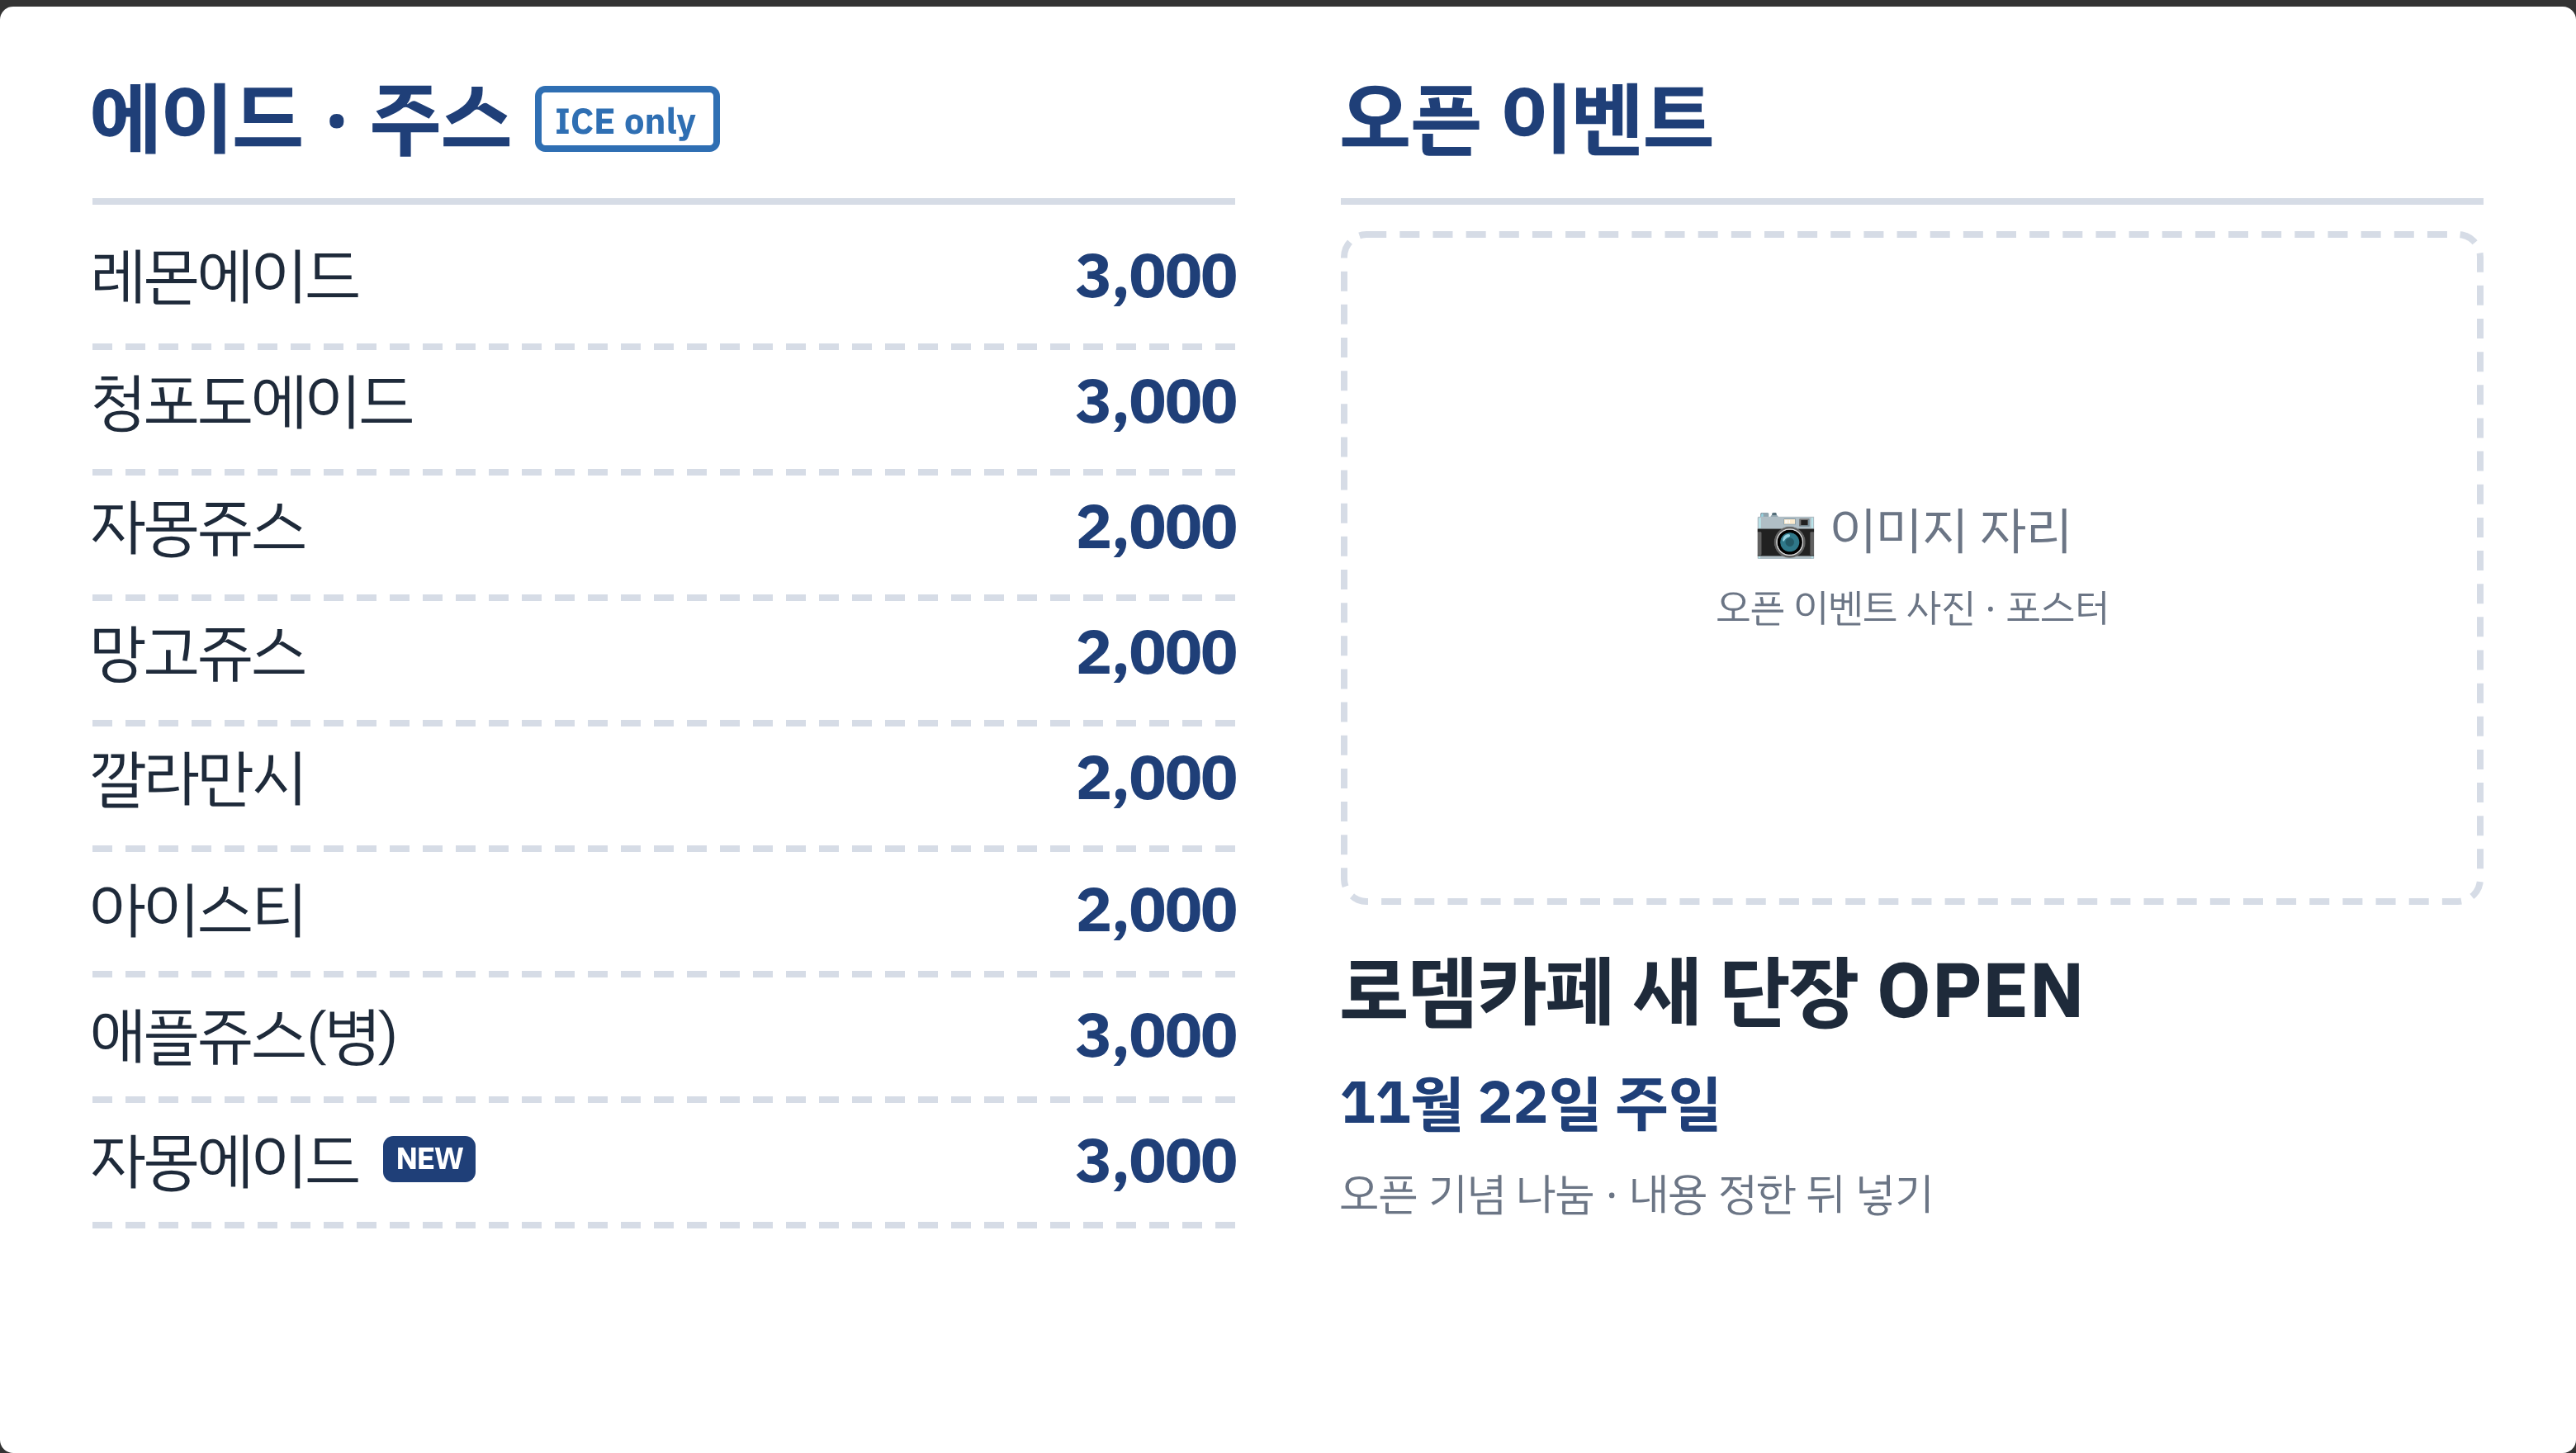 에이드 · 주스 ICE only
레몬에이드 3,000
청포도에이드 3,000
자몽쥬스 2,000
망고쥬스 2,000
깔라만시 2,000
아이스티 2,000
애플쥬스(병) 3,000
자몽에이드 NEW 3,000
오픈 이벤트
이미지 자리
오픈 이벤트 사진 · 포스터
로뎀카페 새 단장 OPEN
11월 22일 주일
오픈 기념 나눔 · 내용 정한 뒤 넣기